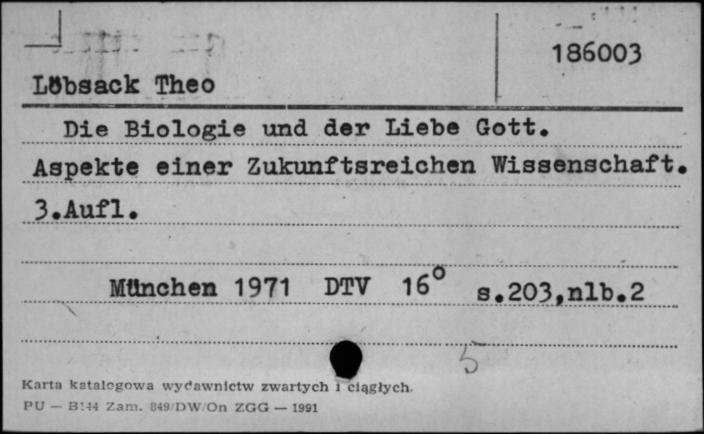 186003
Löbsack Theo
Die Biologie und der Liebe Gott.
Aspekte einer Zukunftsreichen Wissenschaft.
3.Aufl.
München 1971 DTV 16° s.203,nlb.2
5
Karta katalogowa wydawnictw zwartych i ciągłych.
PU — B144 Zam. 849/DW/On ZGG — 1991